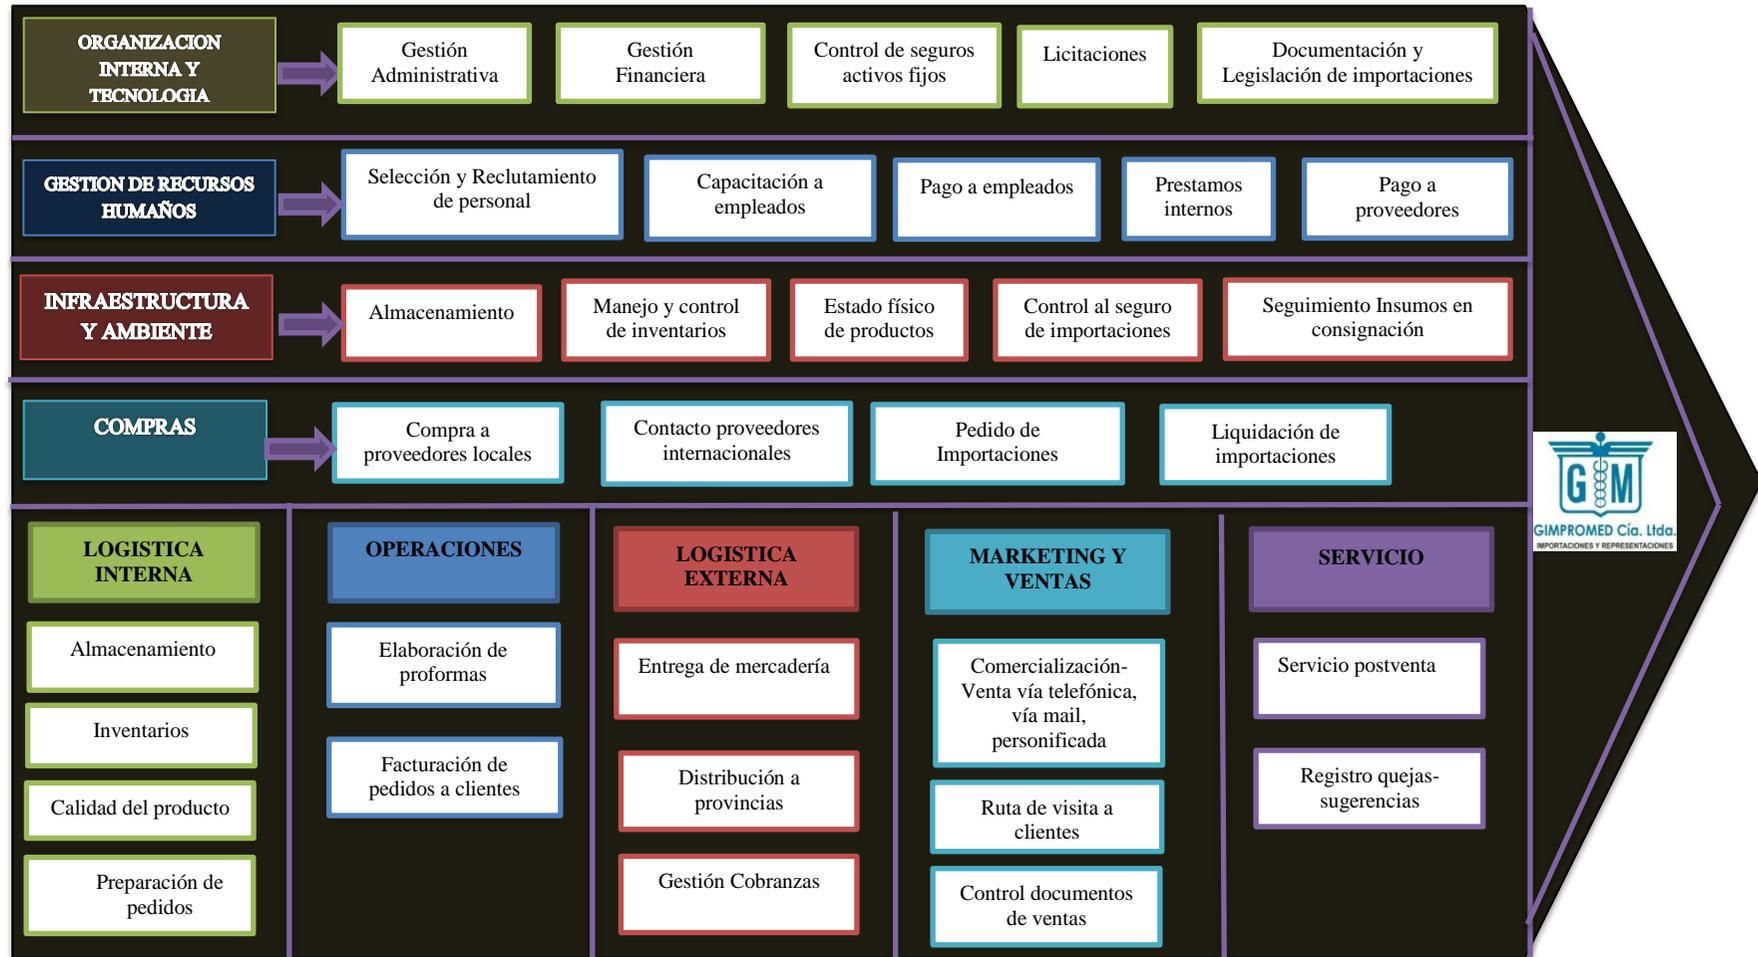 ORGANIZACION
INTERNA Y
TECNOLOGIA
Gestión
Administrativa
Gestión
Financiera
Control de seguros
activos fijos
Licitaciones
Documentación y
Legislación de importaciones
GESTION DE RECURSOS
HUMAÑOS
Selección y Reclutamiento
de personal
Capacitación a
empleados
Pago a empleados
Prestamos
internos
Pago a
proveedores
INFRAESTRUCTURA
Y AMBIENTE
Almacenamiento
Manejo y control
de inventarios
Estado físico
de productos
Control al seguro
de importaciones
Seguimiento Insumos en
consignación
COMPRAS
Compra a
proveedores locales
Contacto proveedores
internacionales
Pedido de
Importaciones
Liquidación de
importaciones
G M
GIMPROMED Cía. Ltda.
IMPORTACIONES Y REPRESENTACIONES
LOGISTICA
INTERNA
Almacenamiento
Inventarios
Calidad del producto
Preparación de
pedidos
OPERACIONES
Elaboración de
proformas
Facturación de
pedidos a clientes
LOGISTICA
EXTERNA
Entrega de mercadería
Distribución a
provincias
Gestión Cobranzas
MARKETING Y
VENTAS
Comercialización-
Venta vía telefónica,
vía mail,
personificada
Ruta de visita a
clientes
Control documentos
de ventas
SERVICIO
Servicio postventa
Registro quejas-
sugerencias